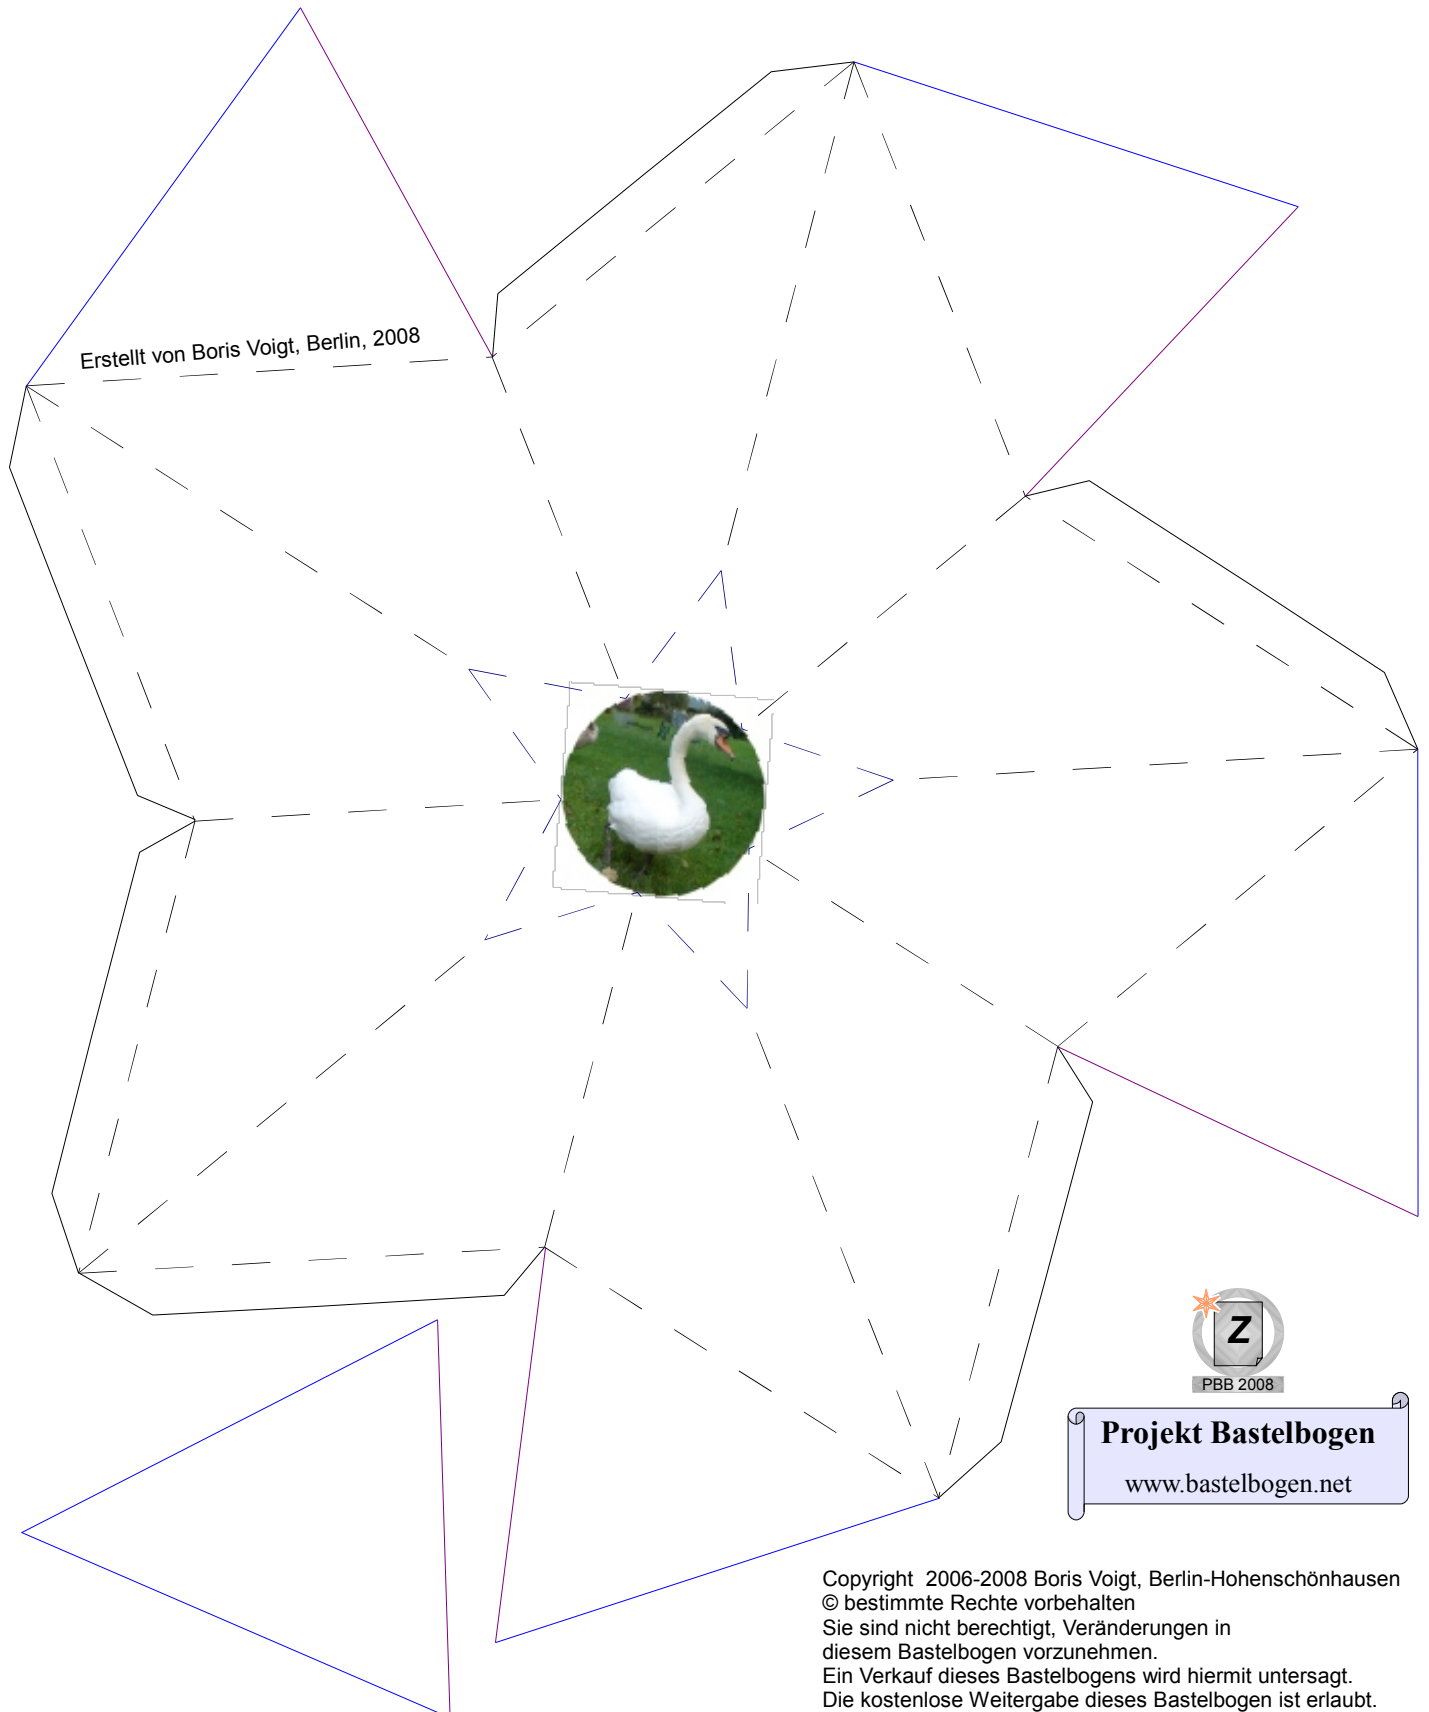 Erstellt von Boris Voigt, Berlin, 2008
Z
PBB 2008
Projekt Bastelbogen
www.bastelbogen.net
Copyright  2006-2008 Boris Voigt, Berlin-Hohenschönhausen
© bestimmte Rechte vorbehalten
Sie sind nicht berechtigt, Veränderungen in
diesem Bastelbogen vorzunehmen.
Ein Verkauf dieses Bastelbogens wird hiermit untersagt.
Die kostenlose Weitergabe dieses Bastelbogen ist erlaubt.